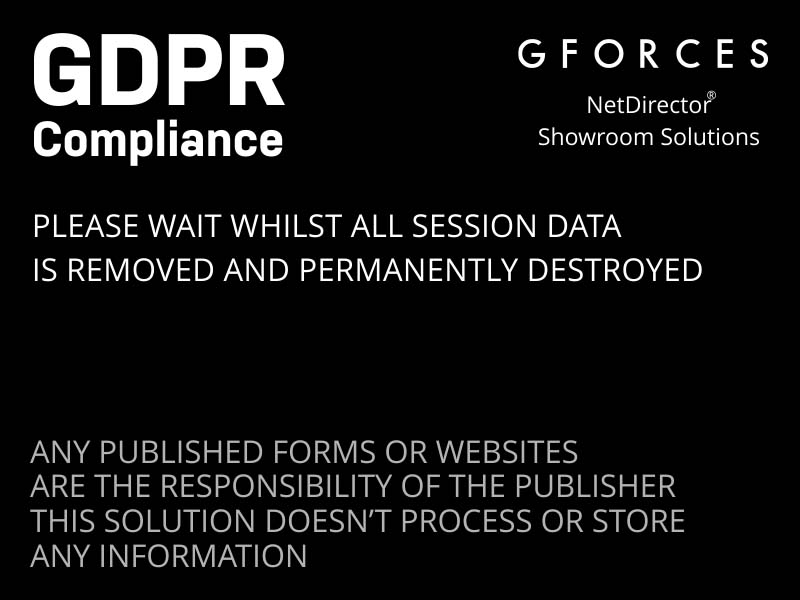 GDPR
Compliance
GFORCES
NetDirector®
Showroom Solutions
PLEASE WAIT WHILST ALL SESSION DATA
IS REMOVED AND PERMANENTLY DESTROYED
ANY PUBLISHED FORMS OR WEBSITES
ARE THE RESPONSIBILITY OF THE PUBLISHER
THIS SOLUTION DOESN’T PROCESS OR STORE
ANY INFORMATION